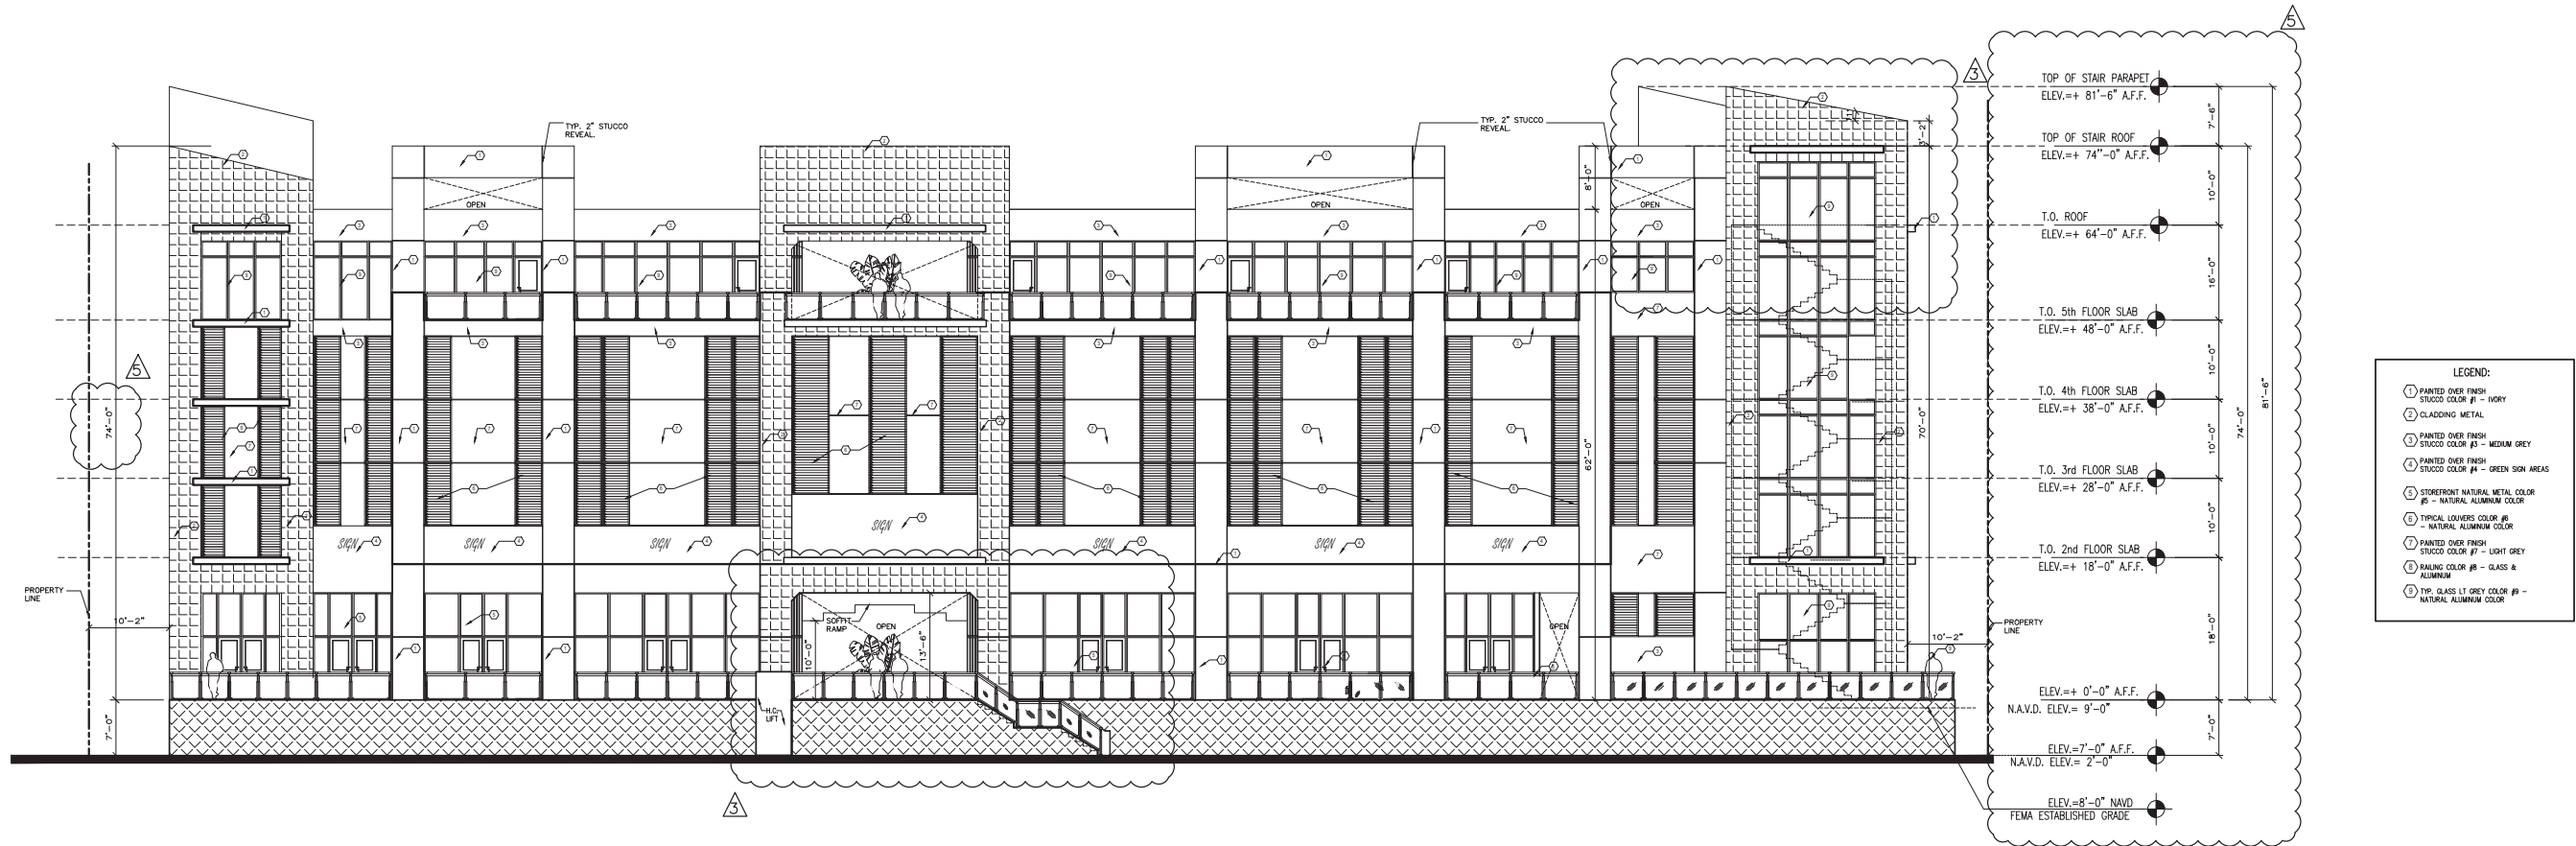 5
3
TOP OF STAIR PARAPET
ELEV.=+ 81'-6" A.F.F.
7'-6"
TYP. 2" STUCCO
REVEAL.
TYP. 2" STUCCO
REVEAL.
3'-2"
TOP OF STAIR ROOF
ELEV.=+ 74"-0" A.F.F.
8'-0"
10'-0"
OPEN
OPEN
OPEN
T.O. ROOF
ELEV.=+ 64'-0" A.F.F.
16'-0"
T.O. 5th FLOOR SLAB
ELEV.=+ 48'-0" A.F.F.
5
10'-0"
T.O. 4th FLOOR SLAB
ELEV.=+ 38'-0" A.F.F.
74'-0"
62'-0"
70'-0"
10'-0"
74'-0"
81'-6"
T.O. 3rd FLOOR SLAB
ELEV.=+ 28'-0" A.F.F.
10'-0"
SIGN
SIGN
SIGN
SIGN
SIGN
SIGN
SIGN
T.O. 2nd FLOOR SLAB
ELEV.=+ 18'-0" A.F.F.
PROPERTY
LINE
10'-2"
SOFFIT
RAMP
OPEN
10'-0"
13'-6"
OPEN
PROPERTY
LINE
10'-2"
18'-0"
ELEV.=+ 0'-0" A.F.F.
N.A.V.D. ELEV.= 9'-0"
H.C.
LIFT
7'-0"
7'-0"
ELEV.=7'-0" A.F.F.
N.A.V.D. ELEV.= 2'-0"
ELEV.=8'-0" NAVD
FEMA ESTABLISHED GRADE
3
LEGEND:
1 PAINTED OVER FINISH
STUCCO COLOR #1 - IVORY
2 CLADDING METAL
3 PAINTED OVER FINISH
STUCCO COLOR #3 - MEDIUM GREY
4 PAINTED OVER FINISH
STUCCO COLOR #4 - GREEN SIGN AREAS
5 STOREFRONT NATURAL METAL COLOR
#5 - NATURAL ALUMINUM COLOR
6 TYPICAL LOUVERS COLOR #6
- NATURAL ALUMINUM COLOR
7 PAINTED OVER FINISH
STUCCO COLOR #7 - LIGHT GREY
8 RAILING COLOR #8 - GLASS &
ALUMINUM
9 TYP. GLASS LT GREY COLOR #9 -
NATURAL ALUMINUM COLOR